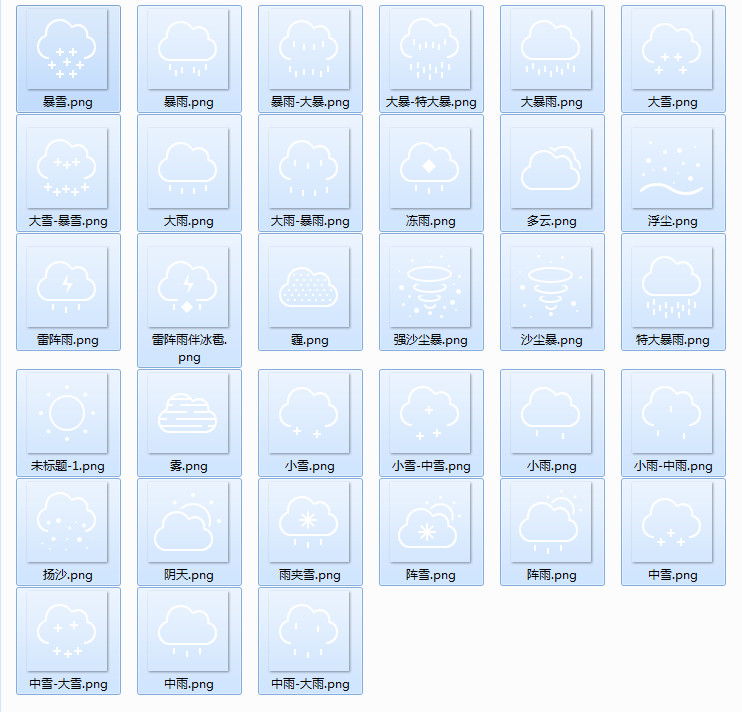 暴雪.png
暴雨.png
暴雨-大暴.png
大暴-特大暴.png
大暴雨.png
大雪.png
大雪-暴雪.png
大雨.png
大雨-暴雨.png
冻雨.png
多云.png
浮尘.png
雷阵雨.png
雷阵雨伴冰雹.
png
霾.png
强沙尘暴.png
沙尘暴.png
特大暴雨.png
未标题-1.png
雾.png
小雪.png
小雪-中雪.png
小雨.png
小雨-中雨.png
扬沙.png
阴天.png
雨夹雪.png
阵雪.png
阵雨.png
中雪.png
中雪-大雪.png
中雨.png
中雨-大雨.png